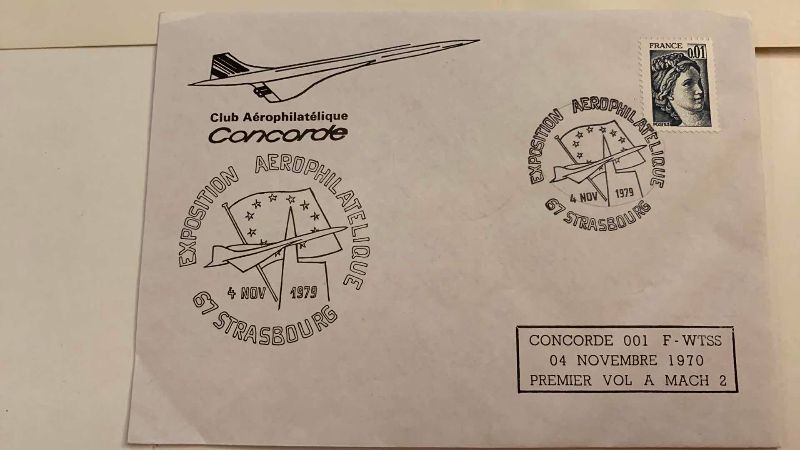 Club Aérophilatélique
Concorde
EXPOSITION AEROPHILATELIQUE
4 NOV 1979
67 STRASBOURG
FRANCE
0,01
POSTES
EXPOSITION AEROPHILATELIQUE
4 NOV 1979
67 STRASBOURG
CONCORDE 001 F-WTSS
04 NOVEMBRE 1970
PREMIER VOL A MACH 2